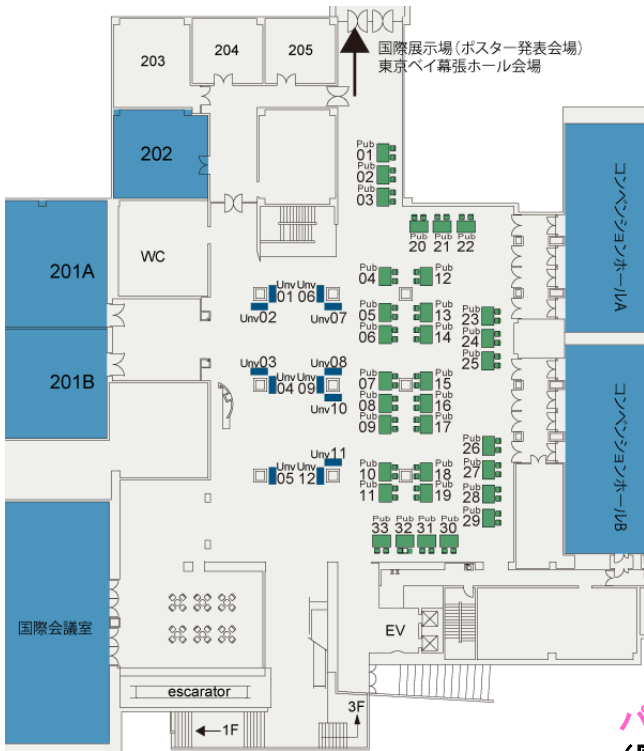 203
204
205
国際展示場(ポスター発表会場)
東京ベイ幕張ホール会場
202
Pub 01
Pub 02
Pub 03
コンベンションホールA
Pub 20
Pub 21
Pub 22
WC
201A
Pub 04
Pub 12
Unv 01
Unv 06
Unv02
Unv07
Pub 05
Pub 13
Pub 23
Pub 06
Pub 14
Pub 24
Pub 25
201B
Unv03
Unv08
Unv 04
Unv 09
Unv10
Pub 07
Pub 15
Pub 08
Pub 16
Pub 09
Pub 17
コンベンションホールB
Pub 26
Unv11
Unv 05
Unv 12
Pub 10
Pub 18
Pub 27
Pub 11
Pub 19
Pub 28
Pub 29
Pub 33
Pub 32
Pub 31
Pub 30
国際会議室
EV
escarator
3F
←1F
パ